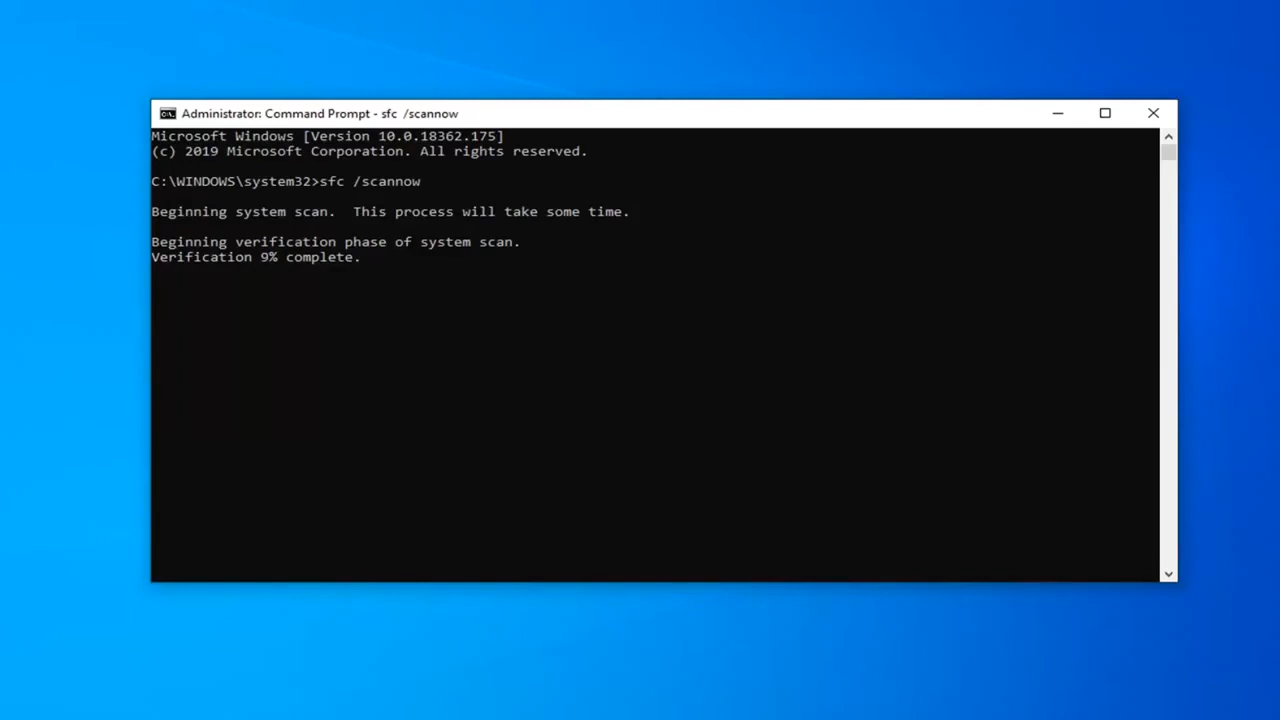 Administrator: Command Prompt - sfc  /scannow
Microsoft Windows [Version 10.0.18362.175]
(c) 2019 Microsoft Corporation. All rights reserved.
C:\WINDOWS\system32>sfc /scannow
Beginning system scan.  This process will take some time.
Beginning verification phase of system scan.
Verification 9% complete.